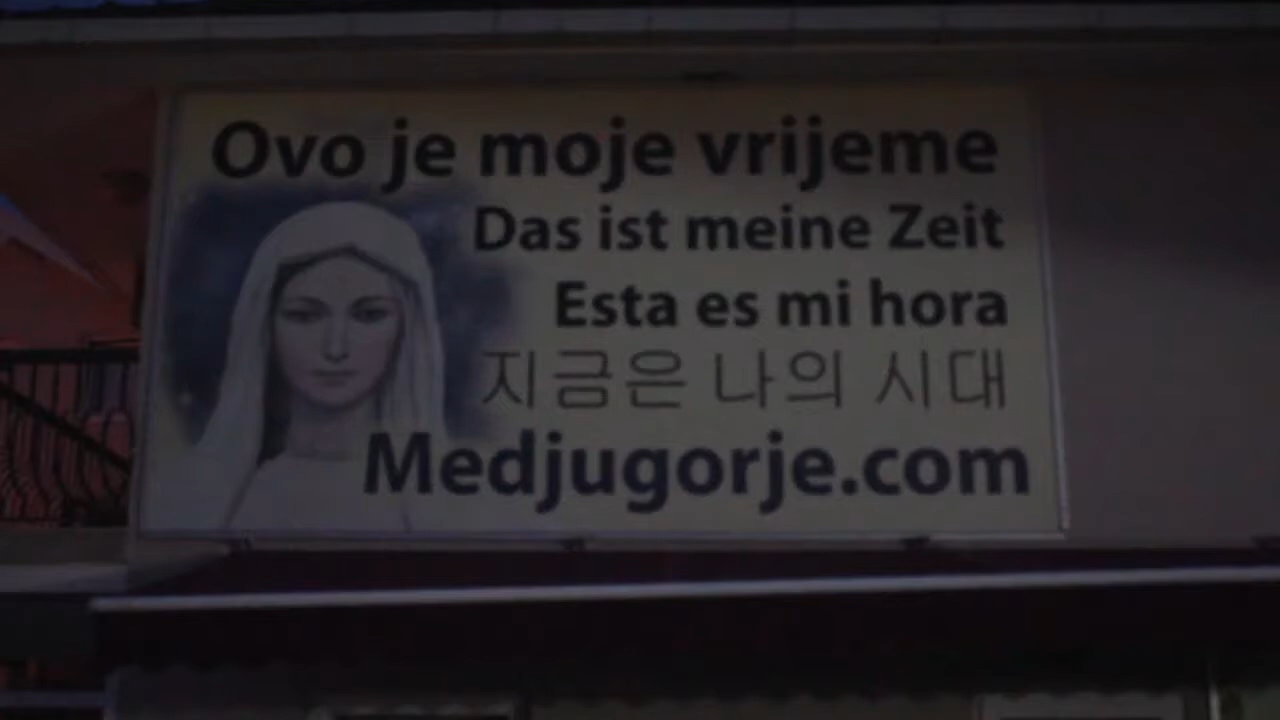 Ovo je moje vrijeme
Das ist meine Zeit
Esta es mi hora
지금은 나의 시대
Medjugorje.com